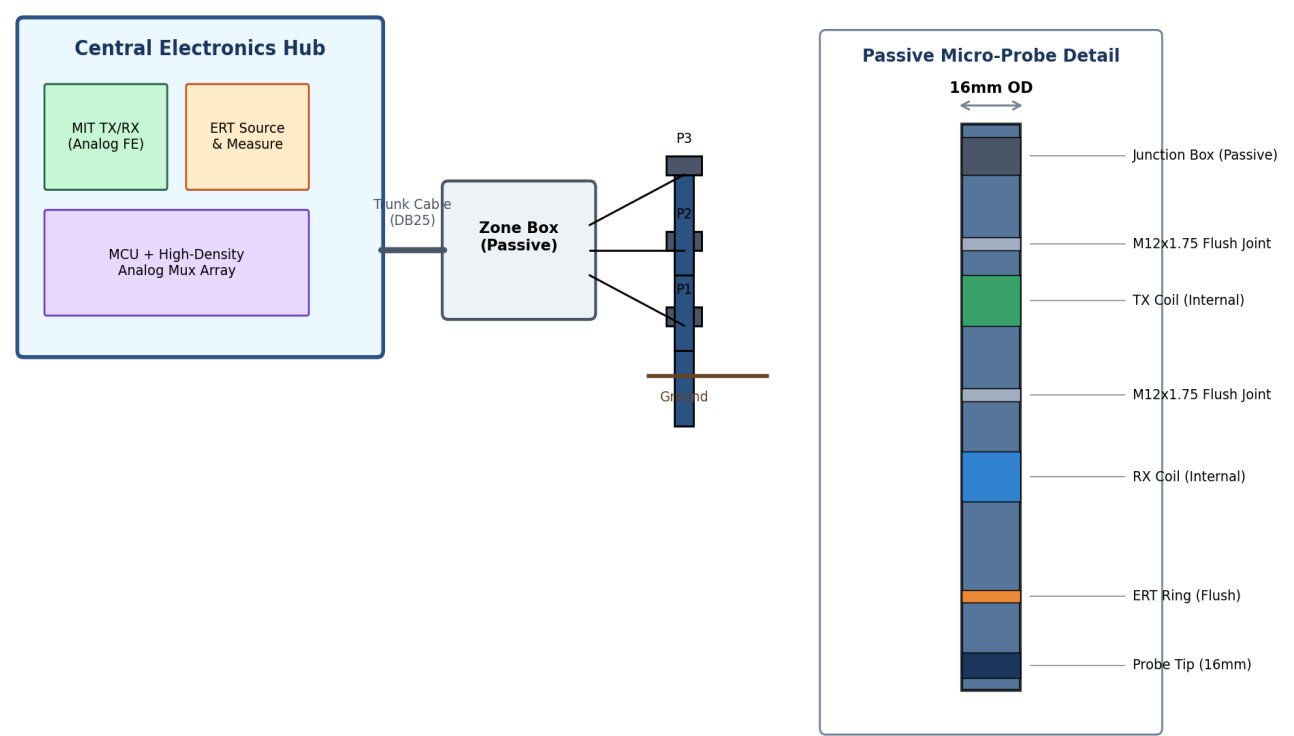 Central Electronics Hub
MIT TX/RX
(Analog FE)
ERT Source
& Measure
MCU + High-Density
Analog Mux Array
Trunk Cable
(DB25)
Zone Box
(Passive)
P3
P2
P1
Ground
Passive Micro-Probe Detail
16mm OD
Junction Box (Passive)
M12x1.75 Flush Joint
TX Coil (Internal)
M12x1.75 Flush Joint
RX Coil (Internal)
ERT Ring (Flush)
Probe Tip (16mm)